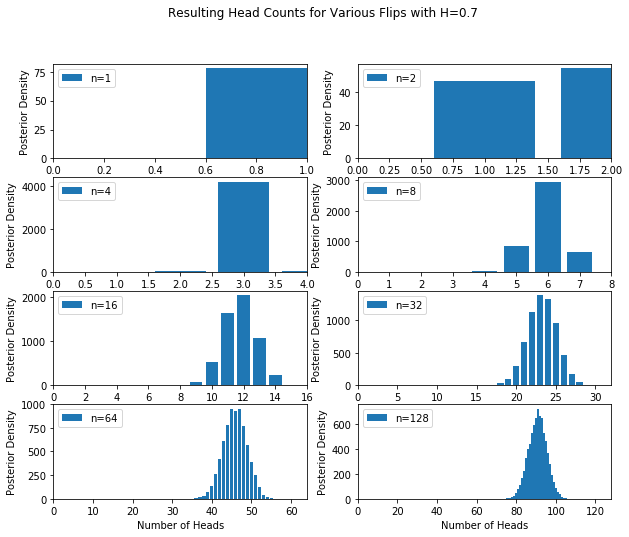 Resulting Head Counts for Various Flips with H=0.7
Posterior Density
75
50
25
0
n=1
0.0 0.2 0.4 0.6 0.8 1.0
Posterior Density
40
20
0
n=2
0.00 0.25 0.50 0.75 1.00 1.25 1.50 1.75 2.00
Posterior Density
4000
2000
0
n=4
0.0 0.5 1.0 1.5 2.0 2.5 3.0 3.5 4.0
Posterior Density
3000
2000
1000
0
n=8
0 1 2 3 4 5 6 7 8
Posterior Density
2000
1000
0
n=16
0 2 4 6 8 10 12 14 16
Posterior Density
1000
500
0
n=32
0 5 10 15 20 25 30
Posterior Density
1000
750
500
250
0
n=64
0 10 20 30 40 50 60
Number of Heads
Posterior Density
600
400
200
0
n=128
0 20 40 60 80 100 120
Number of Heads